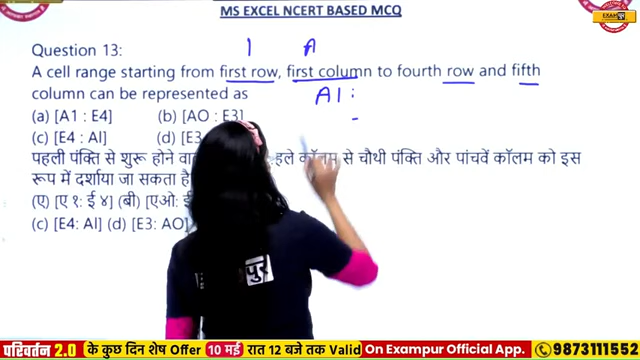 MS EXCEL NCERT BASED MCQ
EXAMPUR
Question 13:
1 A
A cell range starting from first row, first column to fourth row and fifth
column can be represented as
A1 :
(a) [A1 : E4] (b) [AO : E3]
(c) [E4 : AI] (d) [E3
पहली पंक्ति से शुरू होने हले कॉलम से चौथी पंक्ति और पांचवें कॉलम को इस
रूप में दर्शाया जा सकता है
(ए) [ए १: ई ४] (बी) [एओ: ई
(c) [E4: AI] (d) [E3: AO]
पुर
परिवर्तन 2.0 के कुछ दिन शेष Offer 10 मई रात 12 बजे तक Valid On Exampur Official App. 9873111552